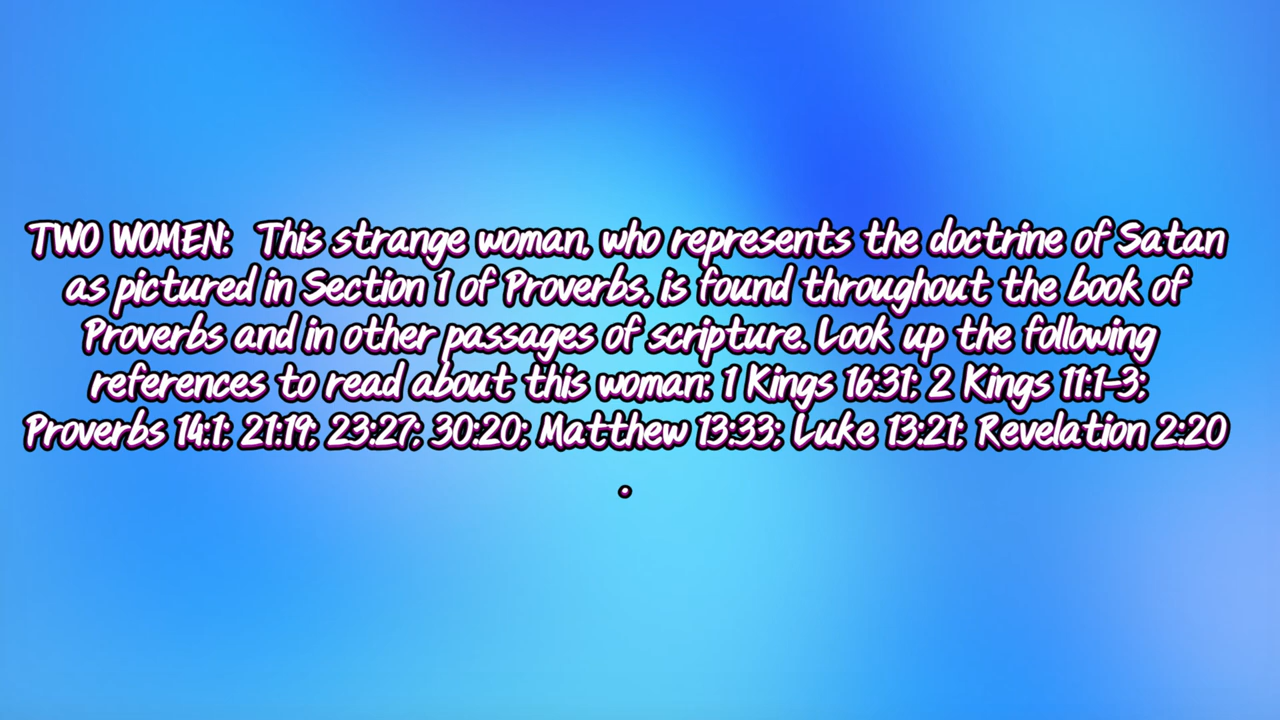 TWO WOMEN:  This strange woman, who represents the doctrine of Satan
as pictured in Section 1 of Proverbs, is found throughout the book of
Proverbs and in other passages of scripture. Look up the following
references to read about this woman: 1 Kings 16:31; 2 Kings 11:1-3;
Proverbs 14:1; 21:19; 23:27; 30:20; Matthew 13:33; Luke 13:21; Revelation 2:20
.